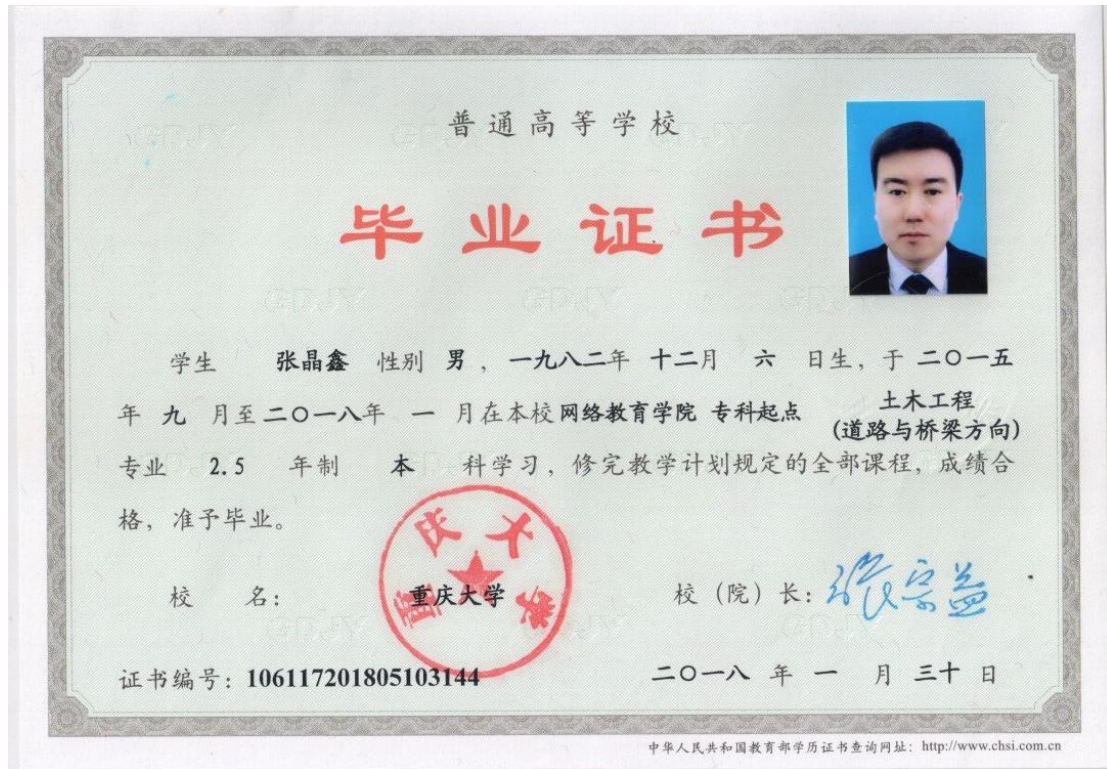 普通高等学校
毕业证书
学生 张晶鑫 性别 男 ，一九八二年 十二月 六 日生，于 二〇一五
年 九 月至二〇一八年 一 月在本校网络教育学院 专科起点 土木工程
(道路与桥梁方向)
专业 2.5 年制 本 科学习，修完教学计划规定的全部课程，成绩合
格，准予毕业。
重庆大学
校 名： 重庆大学 校（院）长：张宗益
证书编号：106117201805103144 二〇一八 年 一 月 三十 日
中华人民共和国教育部学历证书查询网址：http://www.chsi.com.cn